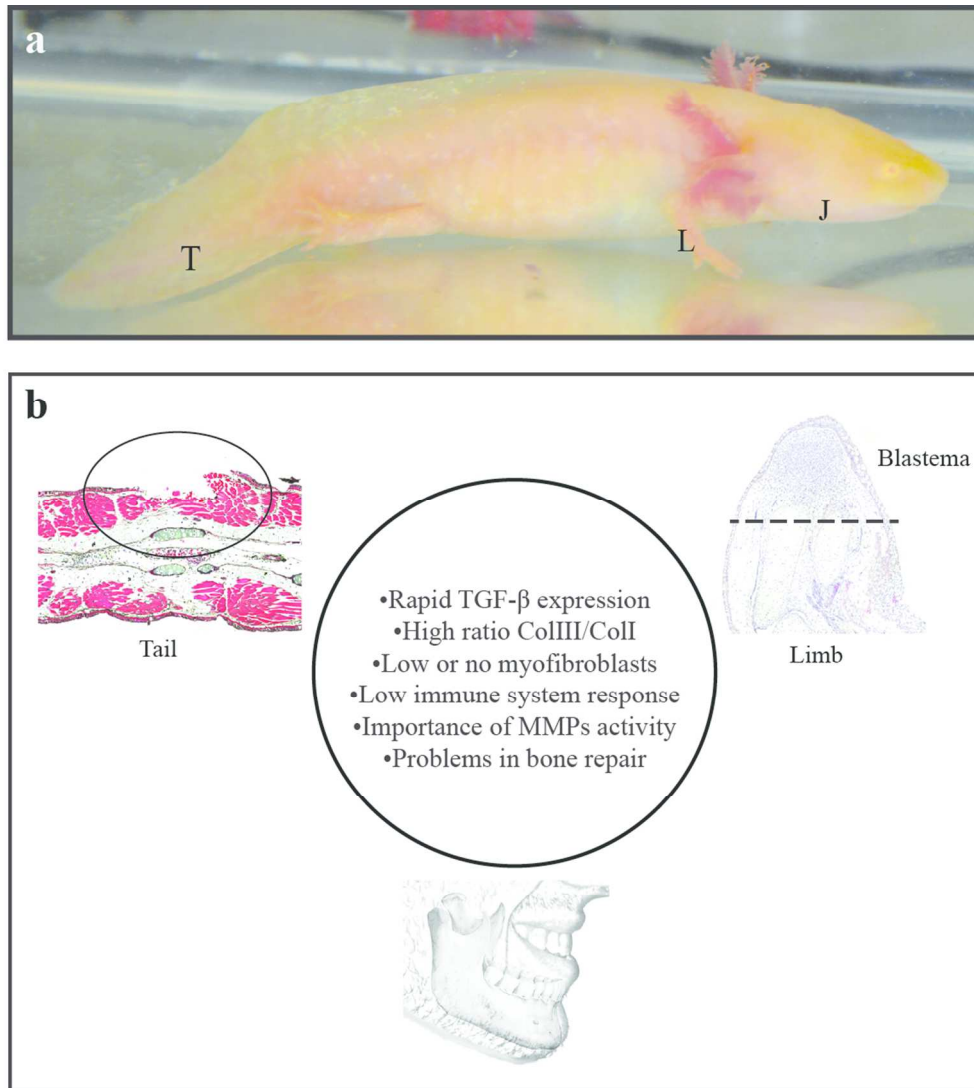 a
T
L
J
b
Blastema
Tail
Limb
•Rapid TGF-β expression
•High ratio ColIII/ColI
•Low or no myofibroblasts
•Low immune system response
•Importance of MMPs activity
•Problems in bone repair